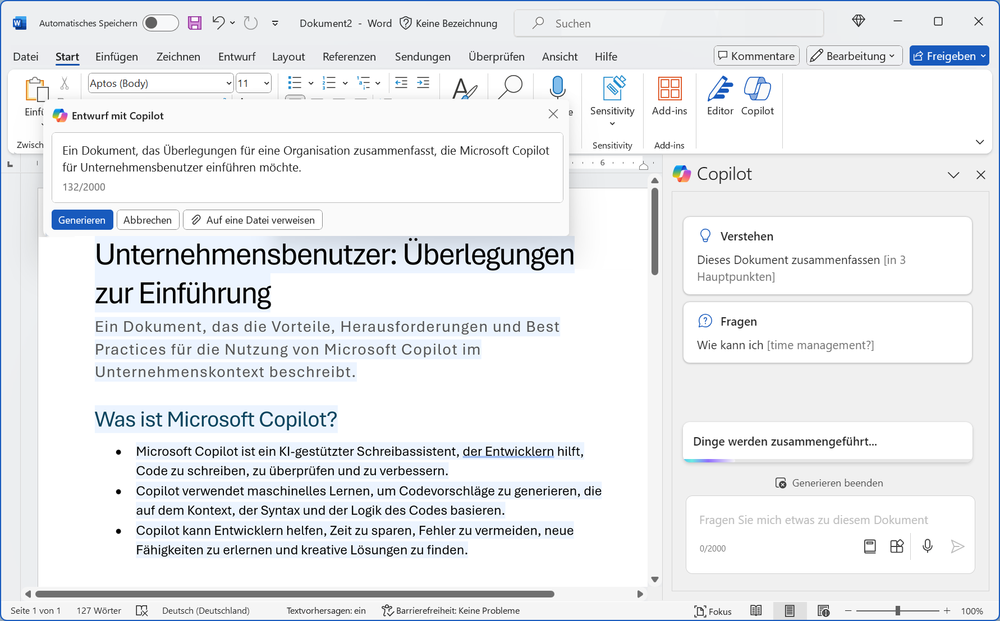 Automatisches Speichern
Dokument2 - Word
Keine Bezeichnung
Suchen
Datei
Start
Einfügen
Zeichnen
Entwurf
Layout
Referenzen
Sendungen
Überprüfen
Ansicht
Hilfe
Kommentare
Bearbeitung
Freigeben
Aptos (Body)
11
Sensitivity
Add-ins
Editor
Copilot
Sensitivity
Add-ins
Entwurf mit Copilot
Ein Dokument, das Überlegungen für eine Organisation zusammenfasst, die Microsoft Copilot
für Unternehmensbenutzer einführen möchte.
132/2000
Generieren
Abbrechen
Auf eine Datei verweisen
6
Unternehmensbenutzer: Überlegungen
zur Einführung
Ein Dokument, das die Vorteile, Herausforderungen und Best
Practices für die Nutzung von Microsoft Copilot im
Unternehmenskontext beschreibt.
Was ist Microsoft Copilot?
• Microsoft Copilot ist ein KI-gestützter Schreibassistent, der Entwicklern hilft,
Code zu schreiben, zu überprüfen und zu verbessern.
• Copilot verwendet maschinelles Lernen, um Codevorschläge zu generieren, die
auf dem Kontext, der Syntax und der Logik des Codes basieren.
• Copilot kann Entwicklern helfen, Zeit zu sparen, Fehler zu vermeiden, neue
Fähigkeiten zu erlernen und kreative Lösungen zu finden.
Copilot
Verstehen
Dieses Dokument zusammenfassen [in 3
Hauptpunkten]
Fragen
Wie kann ich [time management?]
Dinge werden zusammengeführt...
Generieren beenden
Fragen Sie mich etwas zu diesem Dokument
0/2000
Seite 1 von 1
127 Wörter
Deutsch (Deutschland)
Textvorhersagen: ein
Barrierefreiheit: Keine Probleme
Fokus
100%